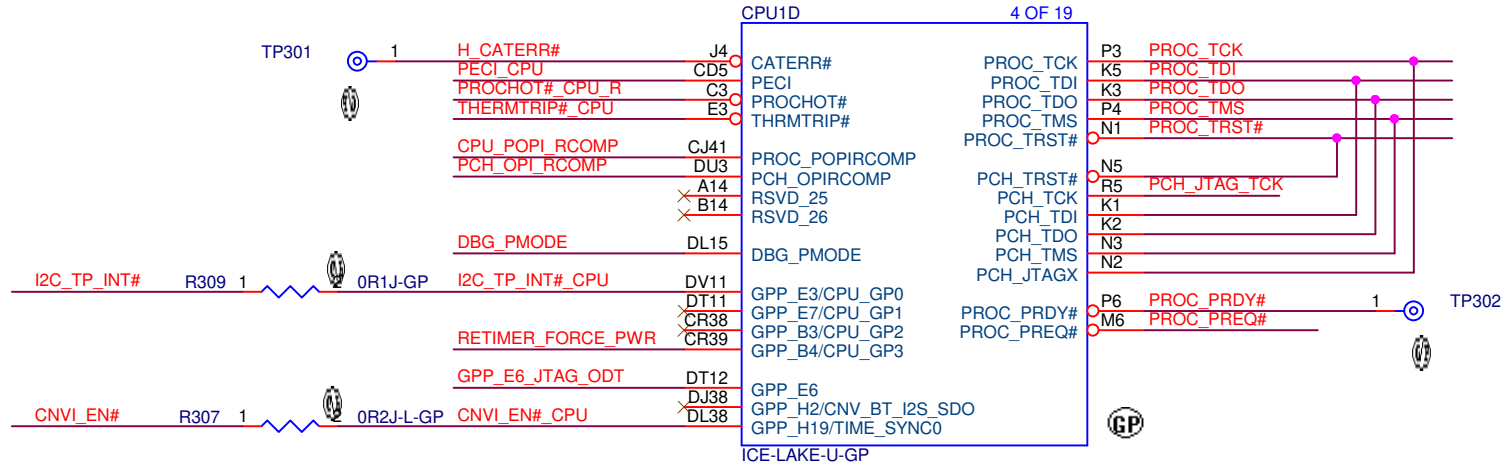 CPU1D 4 OF 19
TP301 1 H_CATERR# J4 CATERR# PROC_TCK P3 PROC_TCK
PECI_CPU CD5 PECI PROC_TDI K5 PROC_TDI
PROCHOT#_CPU_R C3 PROCHOT# PROC_TDO K3 PROC_TDO
THERMTRIP#_CPU E3 THRMTRIP# PROC_TMS P4 PROC_TMS
PROC_TRST# N1 PROC_TRST#
CPU_POPI_RCOMP CJ41 PROC_POPIRCOMP
PCH_OPI_RCOMP DU3 PCH_OPIRCOMP PCH_TRST# N5
A14 RSVD_25 PCH_TCK R5 PCH_JTAG_TCK
B14 RSVD_26 PCH_TDI K1
PCH_TDO K2
DBG_PMODE DL15 DBG_PMODE PCH_TMS N3
PCH_JTAGX N2
I2C_TP_INT# R309 1 2 0R1J-GP I2C_TP_INT#_CPU DV11 GPP_E3/CPU_GP0
DT11 GPP_E7/CPU_GP1 PROC_PRDY# P6 PROC_PRDY# 1 TP302
CR38 GPP_B3/CPU_GP2 PROC_PREQ# M6 PROC_PREQ#
RETIMER_FORCE_PWR CR39 GPP_B4/CPU_GP3
GPP_E6_JTAG_ODT DT12 GPP_E6
DJ38 GPP_H2/CNV_BT_I2S_SDO
CNVI_EN# R307 1 2 0R2J-L-GP CNVI_EN#_CPU DL38 GPP_H19/TIME_SYNC0
GP
ICE-LAKE-U-GP